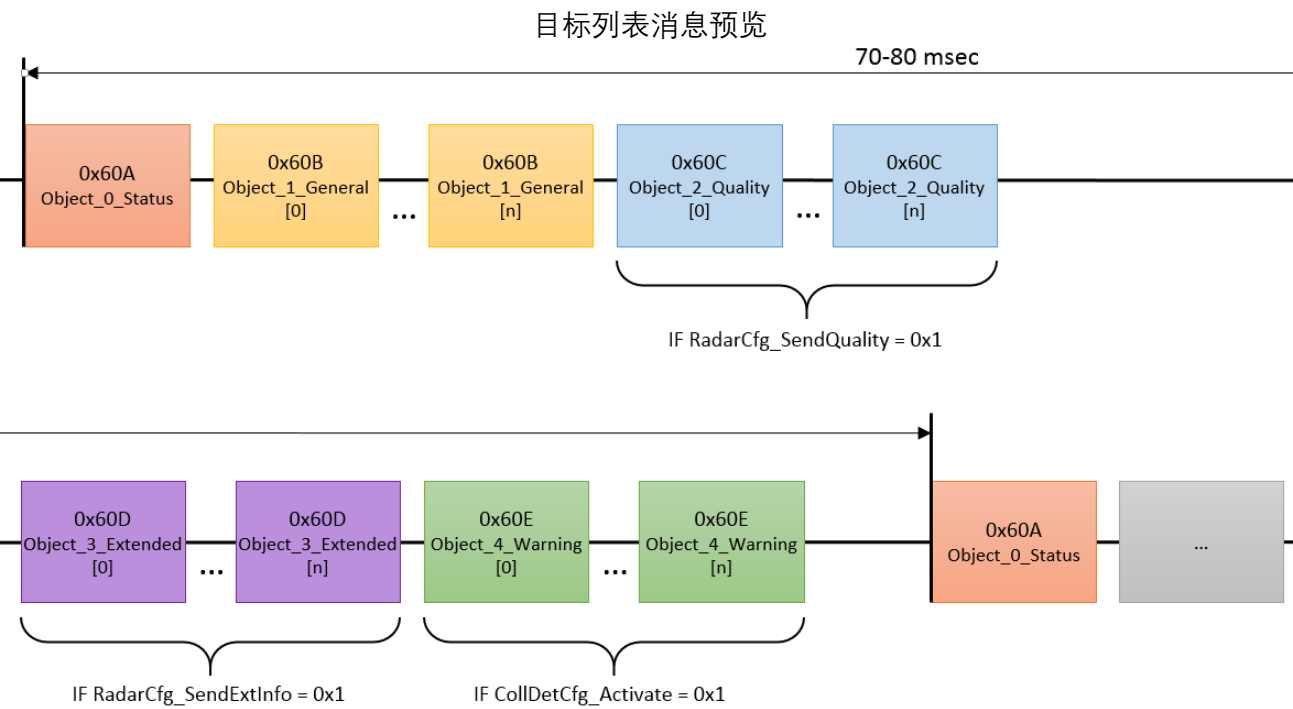 目标列表消息预览
70-80 msec
0x60A
Object_0_Status
0x60B
Object_1_General
[0]
...
0x60B
Object_1_General
[n]
0x60C
Object_2_Quality
[0]
...
0x60C
Object_2_Quality
[n]
IF RadarCfg_SendQuality = 0x1
0x60D
Object_3_Extended
[0]
...
0x60D
Object_3_Extended
[n]
0x60E
Object_4_Warning
[0]
...
0x60E
Object_4_Warning
[n]
0x60A
Object_0_Status
...
IF RadarCfg_SendExtInfo = 0x1
IF CollDetCfg_Activate = 0x1